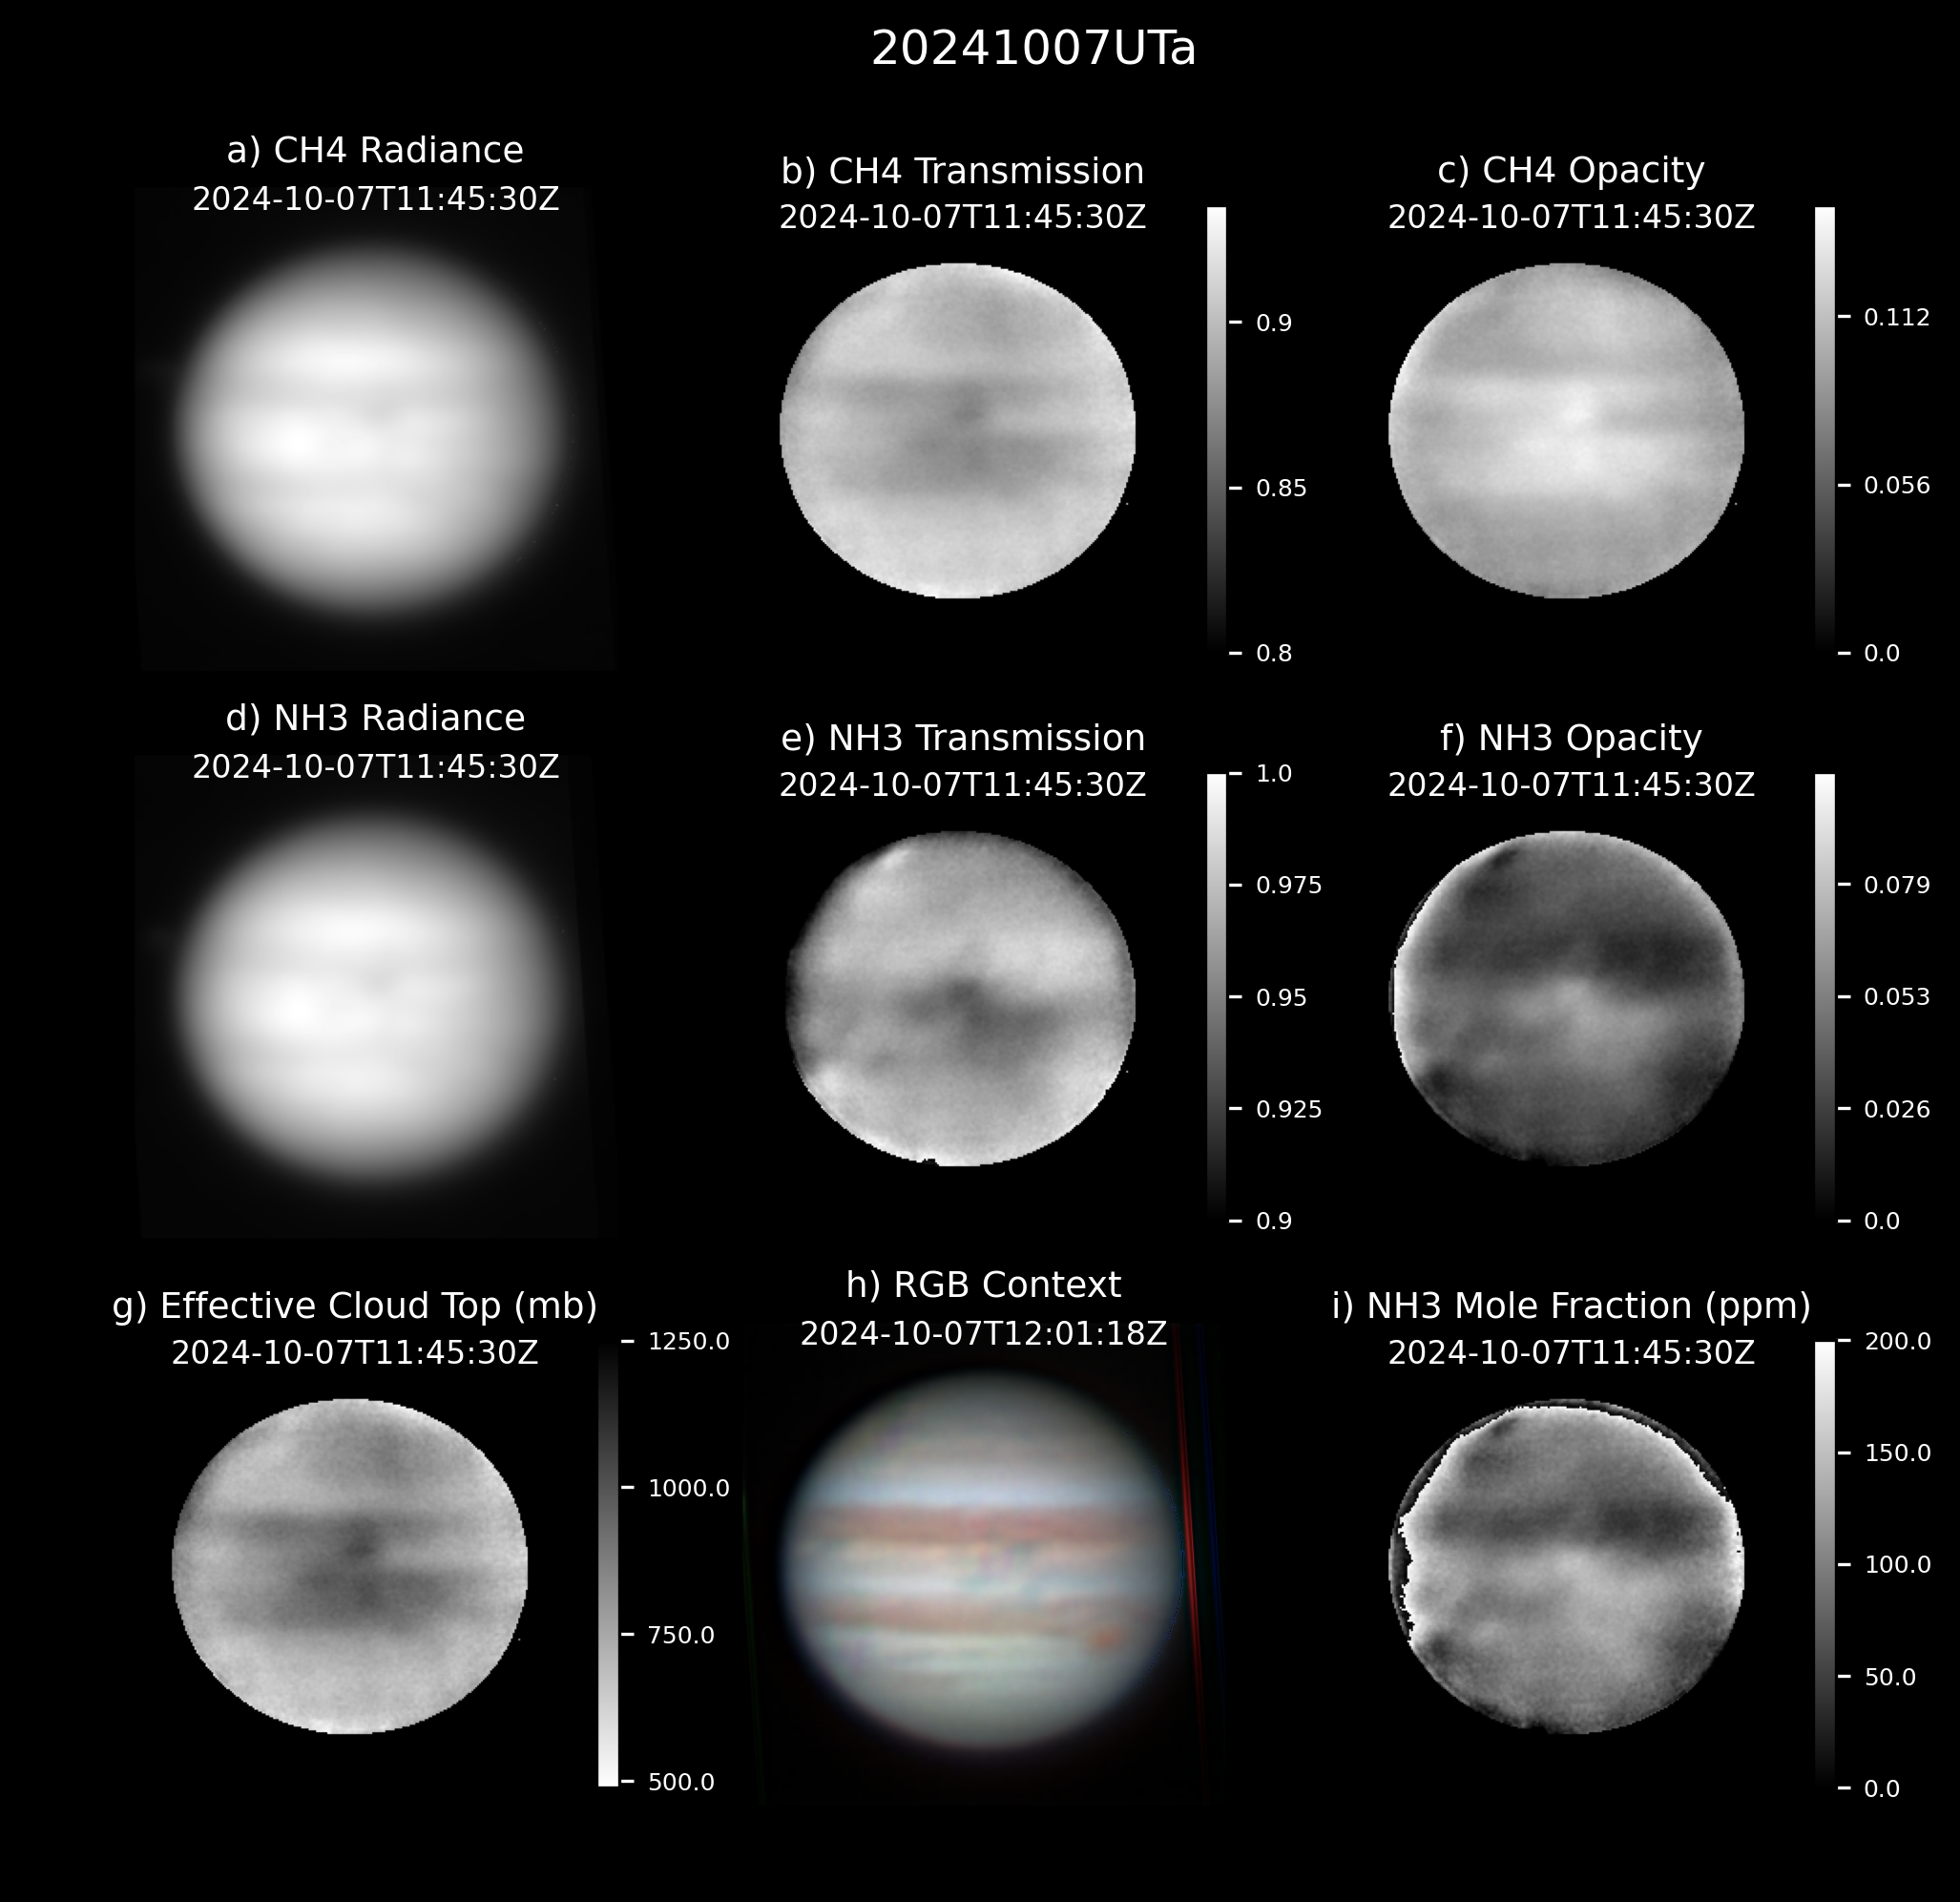 20241007UTa
a) CH4 Radiance
2024-10-07T11:45:30Z
b) CH4 Transmission
2024-10-07T11:45:30Z
0.9
0.85
0.8
c) CH4 Opacity
2024-10-07T11:45:30Z
0.112
0.056
0.0
d) NH3 Radiance
2024-10-07T11:45:30Z
e) NH3 Transmission
2024-10-07T11:45:30Z
1.0
0.975
0.95
0.925
0.9
f) NH3 Opacity
2024-10-07T11:45:30Z
0.079
0.053
0.026
0.0
g) Effective Cloud Top (mb)
2024-10-07T11:45:30Z
1250.0
1000.0
750.0
500.0
h) RGB Context
2024-10-07T12:01:18Z
i) NH3 Mole Fraction (ppm)
2024-10-07T11:45:30Z
200.0
150.0
100.0
50.0
0.0